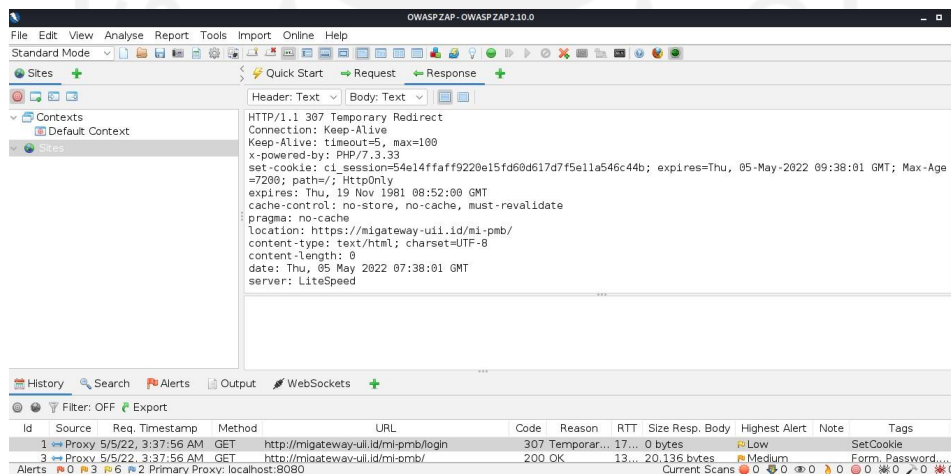 OWASP ZAP - OWASP ZAP 2.10.0
File Edit View Analyse Report Tools Import Online Help
Standard Mode
Sites
Quick Start Request Response
Header: Text Body: Text
Contexts
Default Context
Sites
HTTP/1.1 307 Temporary Redirect
Connection: Keep-Alive
Keep-Alive: timeout=5, max=100
x-powered-by: PHP/7.3.33
set-cookie: ci_session=54e14ffaff9220e15fd60d617d7f5e11a546c44b; expires=Thu, 05-May-2022 09:38:01 GMT; Max-Age
=7200; path=/; HttpOnly
expires: Thu, 19 Nov 1981 08:52:00 GMT
cache-control: no-store, no-cache, must-revalidate
pragma: no-cache
location: https://migateway-uii.id/mi-pmb/
content-type: text/html; charset=UTF-8
content-length: 0
date: Thu, 05 May 2022 07:38:01 GMT
server: LiteSpeed
History Search Alerts Output WebSockets
Filter: OFF Export
Id Source Req. Timestamp Method URL Code Reason RTT Size Resp. Body Highest Alert Note Tags
1 Proxy 5/5/22, 3:37:56 AM GET http://migateway-uii.id/mi-pmb/login 307 Temporar... 17... 0 bytes Low SetCookie
3 Proxy 5/5/22, 3:37:56 AM GET http://migateway-uii.id/mi-pmb/ 200 OK 13... 20.136 bytes Medium Form, Password...
Alerts 0 3 6 2 Primary Proxy: localhost:8080 Current Scans 0 0 0 0 0 0 0 0